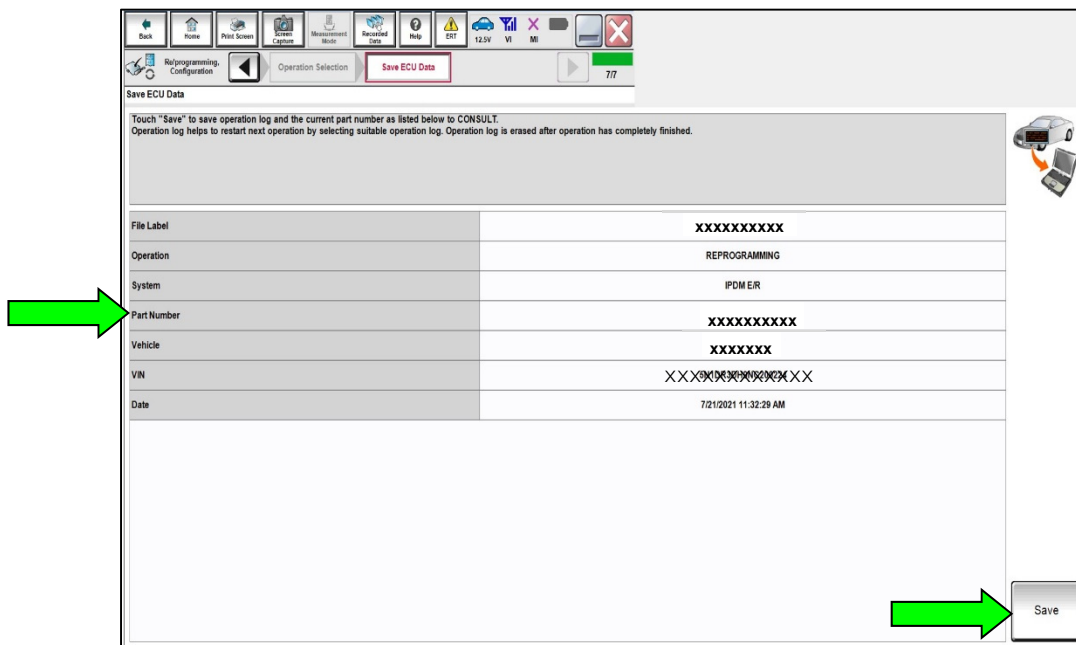 Back Home Print Screen Screen Capture Measurement Mode Recorded Data Help ERT 12.5V VI MI
Re/programming, Configuration Operation Selection Save ECU Data 7/7
Save ECU Data
Touch "Save" to save operation log and the current part number as listed below to CONSULT.
Operation log helps to restart next operation by selecting suitable operation log. Operation log is erased after operation has completely finished.
File Label xxxxxxxxxx
Operation REPROGRAMMING
System IPDM E/R
Part Number xxxxxxxxxx
Vehicle xxxxxxx
VIN
Date 7/21/2021 11:32:29 AM
Save